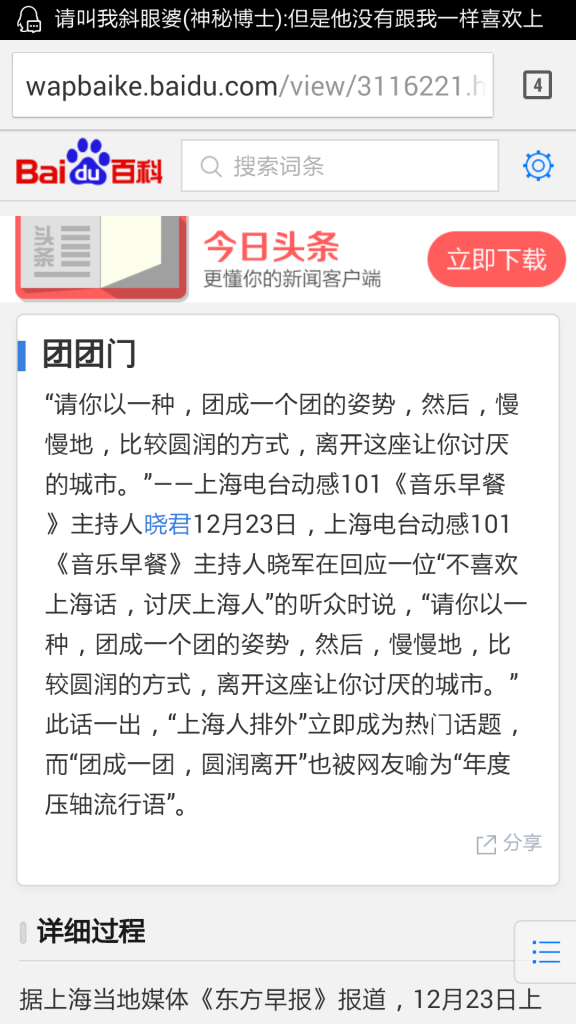 请叫我斜眼婆(神秘博士):但是他没有跟我一样喜欢上
wapbaike.baidu.com/view/3116221.h
4
Bai du 百科
搜索词条
头条
今日头条
更懂你的新闻客户端
立即下载
团团门
“请你以一种，团成一个团的姿势，然后，慢
慢地，比较圆润的方式，离开这座让你讨厌
的城市。”——上海电台动感101《音乐早餐
》主持人晓君12月23日，上海电台动感101
《音乐早餐》主持人晓军在回应一位“不喜欢
上海话，讨厌上海人”的听众时说，“请你以一
种，团成一个团的姿势，然后，慢慢地，比
较圆润的方式，离开这座让你讨厌的城市。”
此话一出，“上海人排外”立即成为热门话题，
而“团成一团，圆润离开”也被网友喻为“年度
压轴流行语”。
分享
详细过程
据上海当地媒体《东方早报》报道，12月23日上